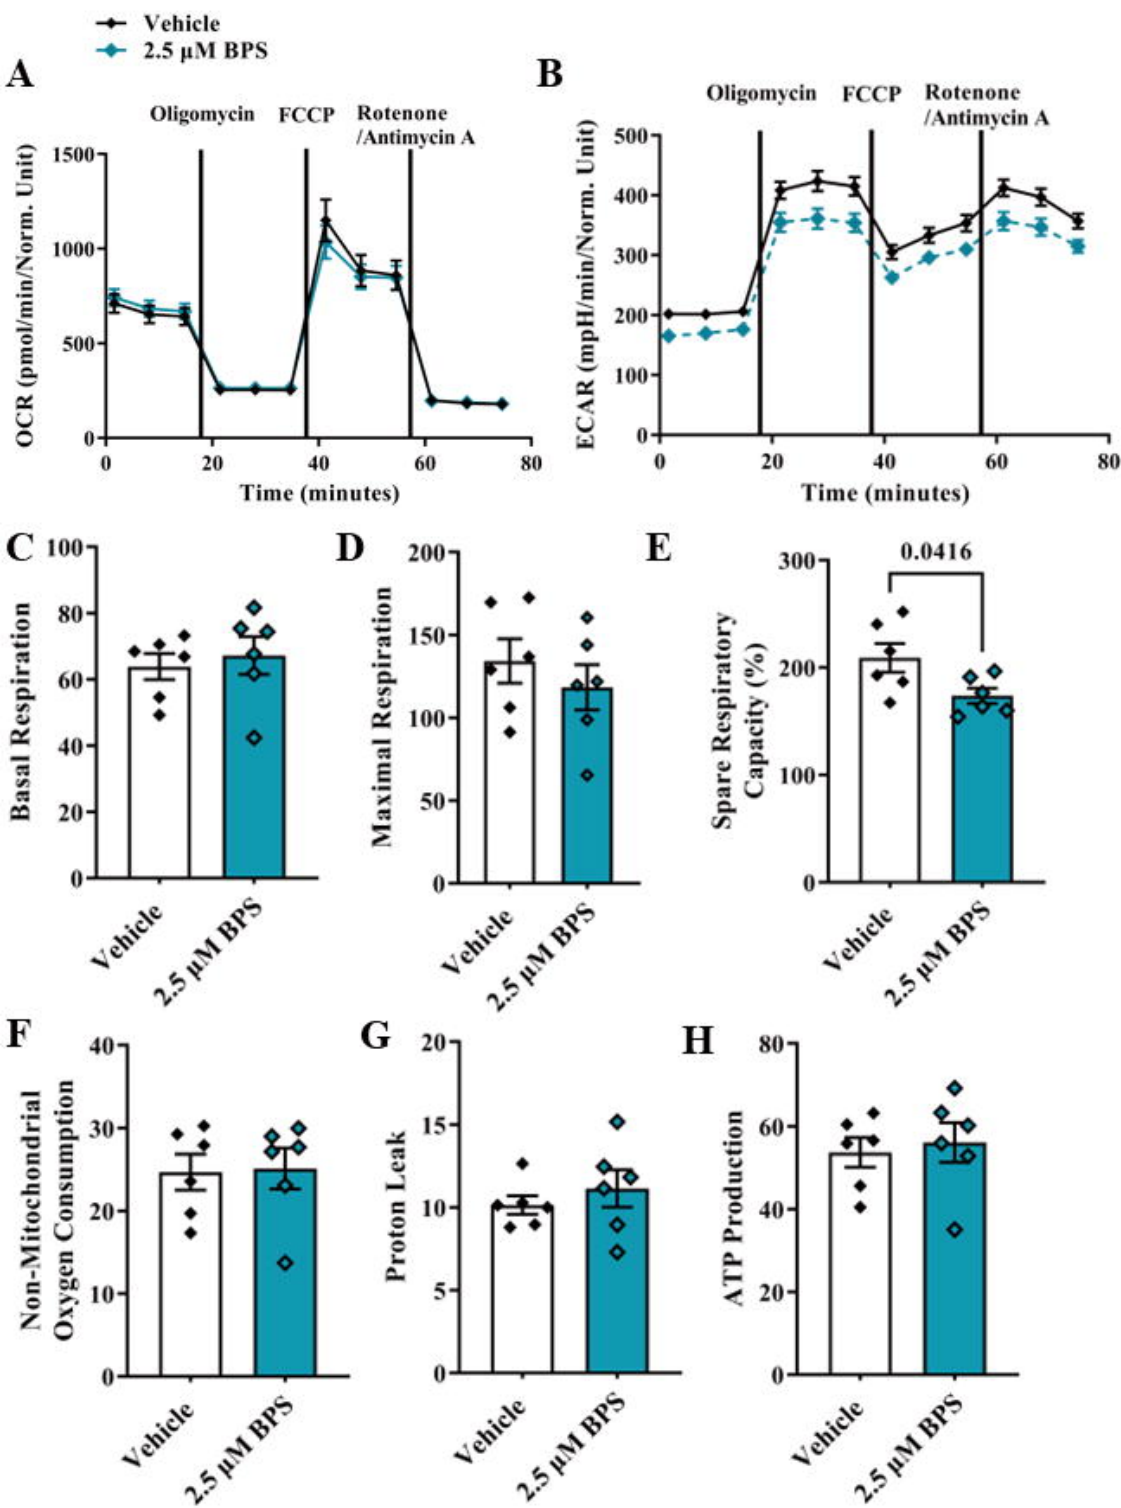 Vehicle
2.5 µM BPS
A
Oligomycin
FCCP
Rotenone
/Antimycin A
OCR (pmol/min/Norm. Unit)
1500
1000
500
0
0 20 40 60 80
Time (minutes)
B
Oligomycin
FCCP
Rotenone
/Antimycin A
ECAR (mpH/min/Norm. Unit)
500
400
300
200
100
0
0 20 40 60 80
Time (minutes)
C
Basal Respiration
100
80
60
40
20
0
Vehicle
2.5 µM BPS
D
Maximal Respiration
200
150
100
50
0
Vehicle
2.5 µM BPS
E
Spare Respiratory
Capacity (%)
300
200
100
0
0.0416
Vehicle
2.5 µM BPS
F
Non-Mitochondrial
Oxygen Consumption
40
30
20
10
0
Vehicle
2.5 µM BPS
G
Proton Leak
20
15
10
5
0
Vehicle
2.5 µM BPS
H
ATP Production
80
60
40
20
0
Vehicle
2.5 µM BPS